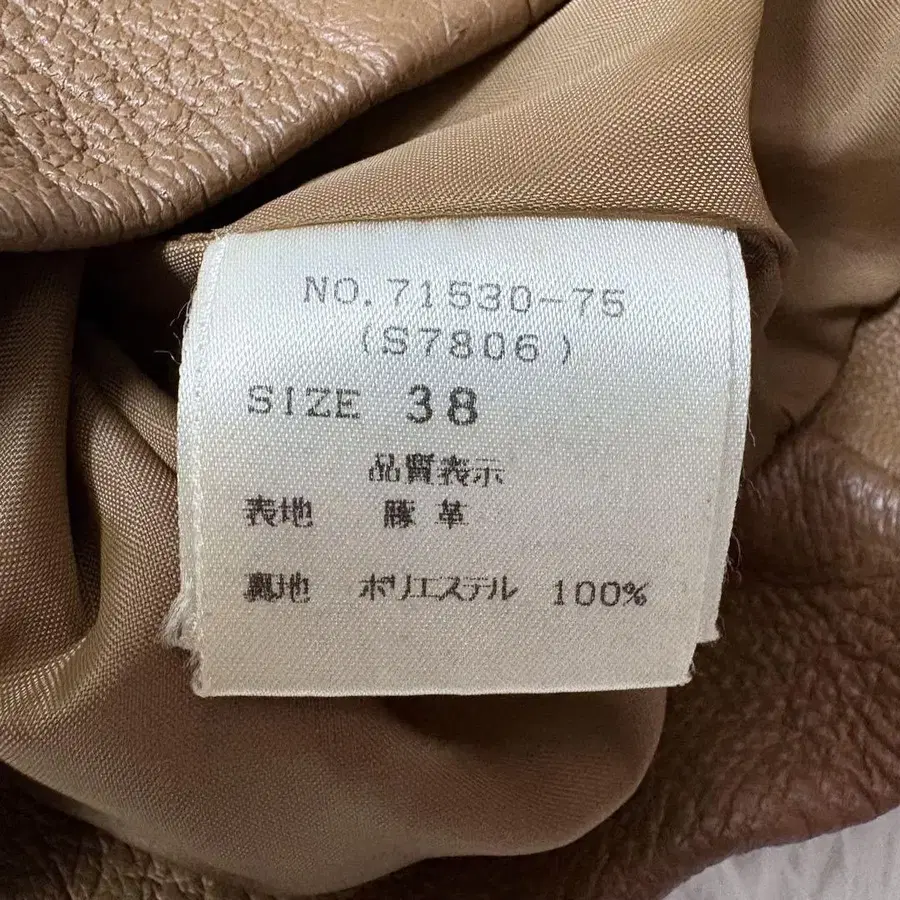 NO.71530-75
(S7806)
SIZE 38
品質表示
表地 豚革
裏地 ポリエステル 100%